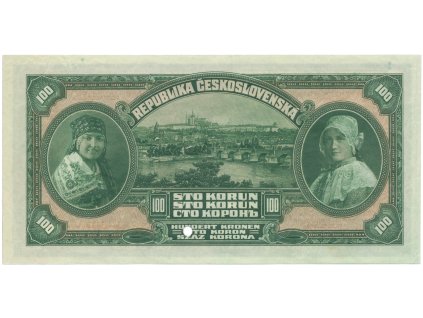 100 100
REPUBLIKA ČESKOSLOVENSKÁ
STO KORUN
STO KORUN
100 СТО КОРОНЪ 100
HUNDERT KRONEN
STO KORON
SZÁZ KORONA
100 100